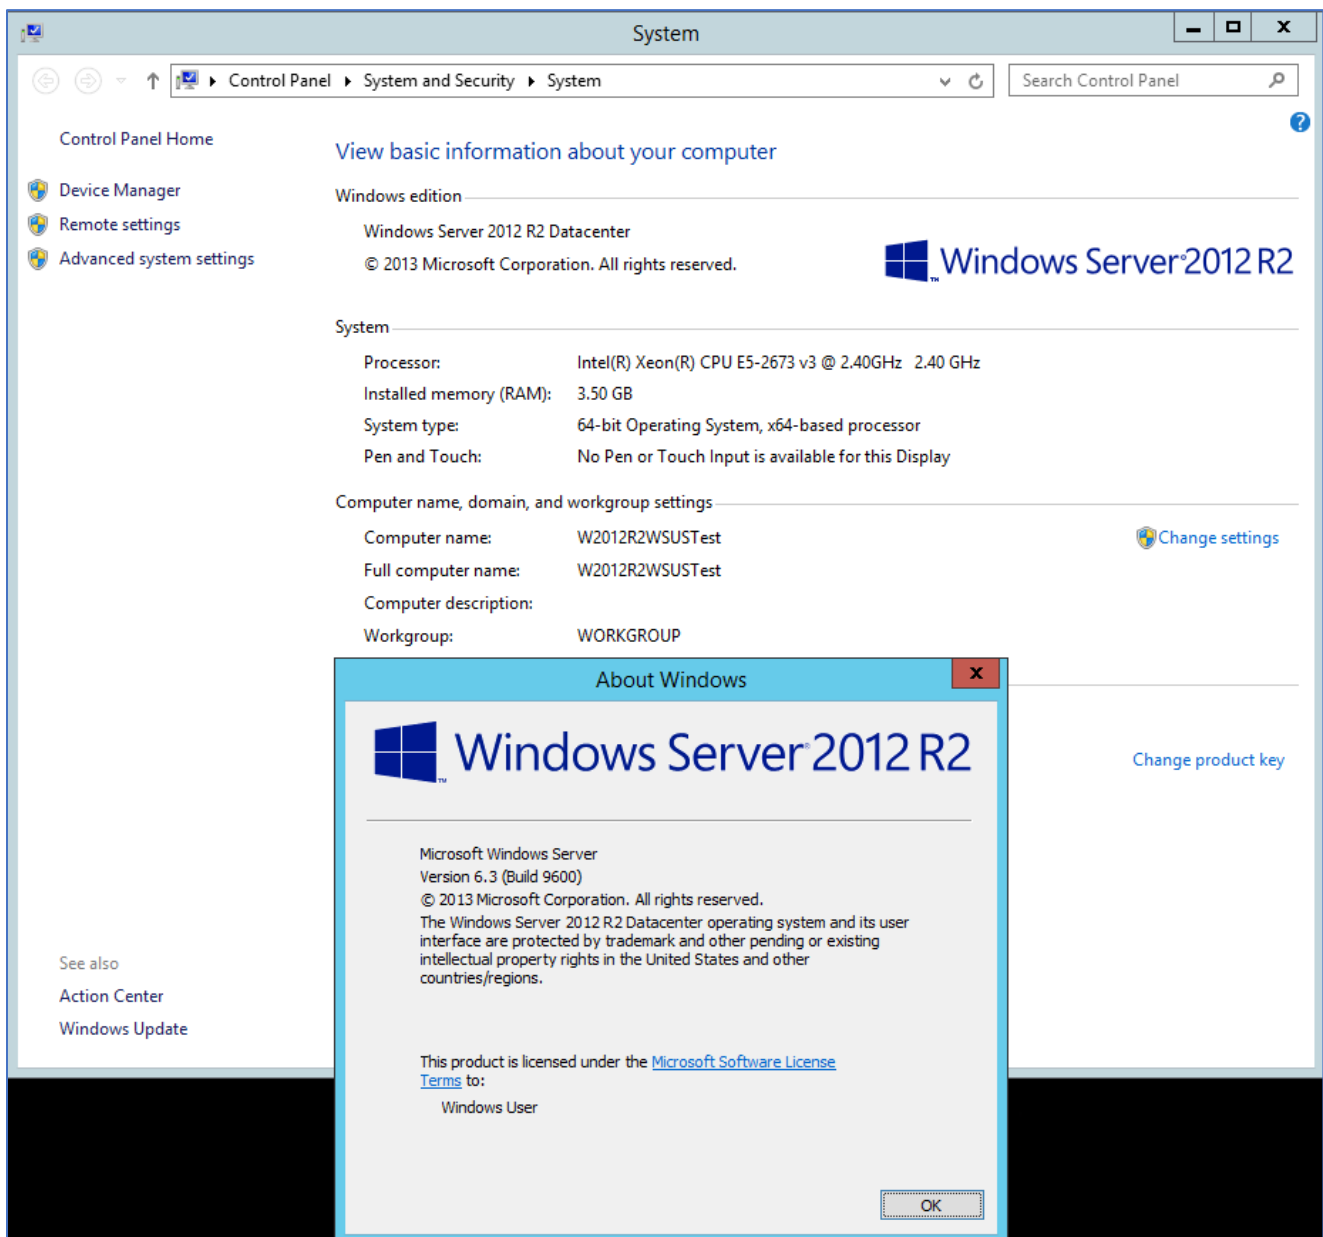 System
Control Panel System and Security System
Search Control Panel
Control Panel Home
Device Manager
Remote settings
Advanced system settings
View basic information about your computer
Windows edition
Windows Server 2012 R2 Datacenter
© 2013 Microsoft Corporation. All rights reserved.
Windows Server 2012 R2
System
Processor: Intel(R) Xeon(R) CPU E5-2673 v3 @ 2.40GHz 2.40 GHz
Installed memory (RAM): 3.50 GB
System type: 64-bit Operating System, x64-based processor
Pen and Touch: No Pen or Touch Input is available for this Display
Computer name, domain, and workgroup settings
Computer name: W2012R2WSUSTest
Change settings
Full computer name: W2012R2WSUSTest
Computer description:
Workgroup: WORKGROUP
Change product key
See also
Action Center
Windows Update
About Windows
Windows Server 2012 R2
Microsoft Windows Server
Version 6.3 (Build 9600)
© 2013 Microsoft Corporation. All rights reserved.
The Windows Server 2012 R2 Datacenter operating system and its user
interface are protected by trademark and other pending or existing
intellectual property rights in the United States and other
countries/regions.
This product is licensed under the Microsoft Software License
Terms to:
Windows User
OK